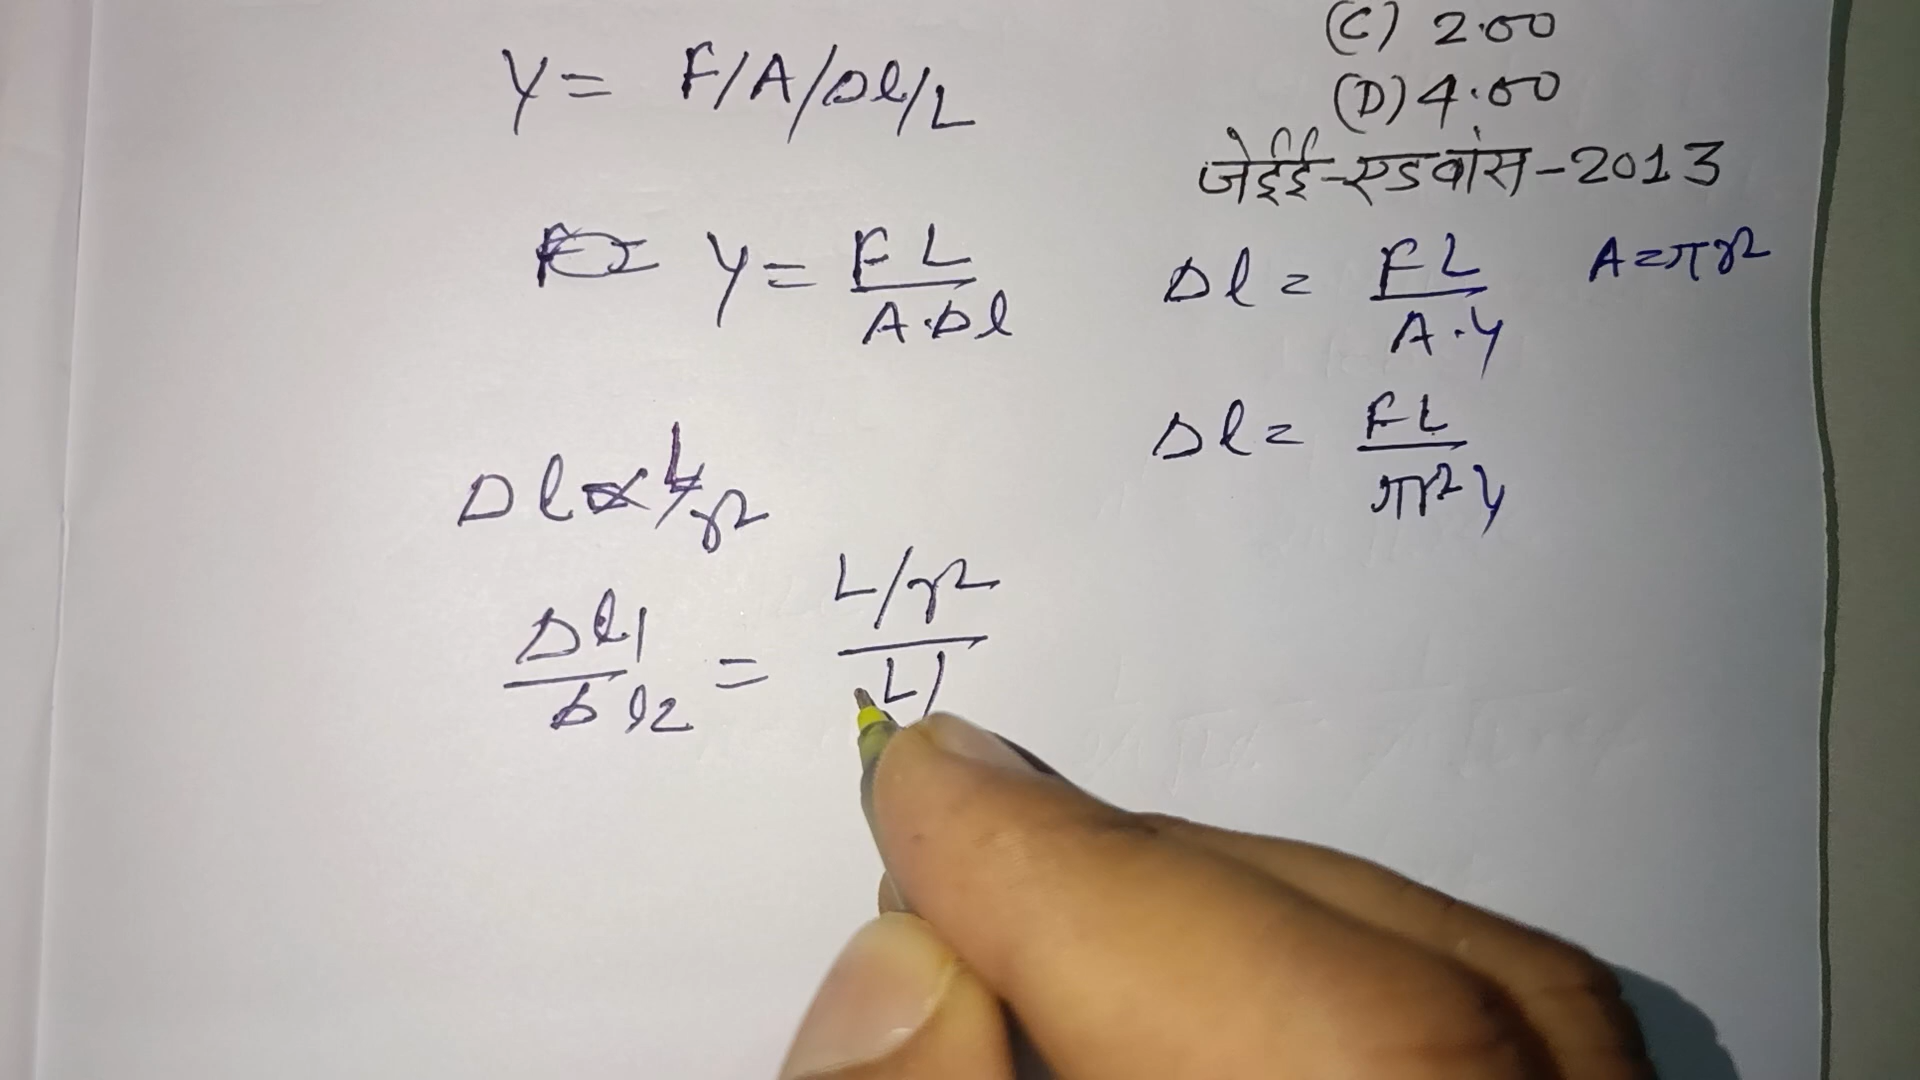 (C) 2.00
(D) 4.00
जेईई-एडवांस-2013
Y = F/A/Δl/L
Y = FL / A.Δl
Δl = FL / A.Y
A = πr²
Δl = FL / πr²Y
Δl ∝ L/r²
Δl1 / Δl2 = L/r² / L/